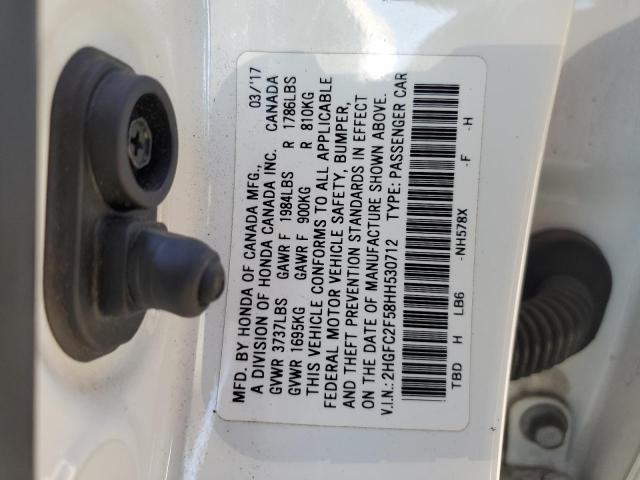 MFD. BY HONDA OF CANADA MFG., 03/'17
A DIVISION OF HONDA CANADA INC. CANADA
GVWR 3737LBS GAWR F 1984LBS R 1786LBS
GVWR 1695KG GAWR F 900KG R 810KG
THIS VEHICLE CONFORMS TO ALL APPLICABLE
FEDERAL MOTOR VEHICLE SAFETY, BUMPER,
AND THEFT PREVENTION STANDARDS IN EFFECT
ON THE DATE OF MANUFACTURE SHOWN ABOVE.
V.I.N.: 2HGFC2F58HH530712 TYPE: PASSENGER CAR
TBD H LB6 -NH578X -F -H